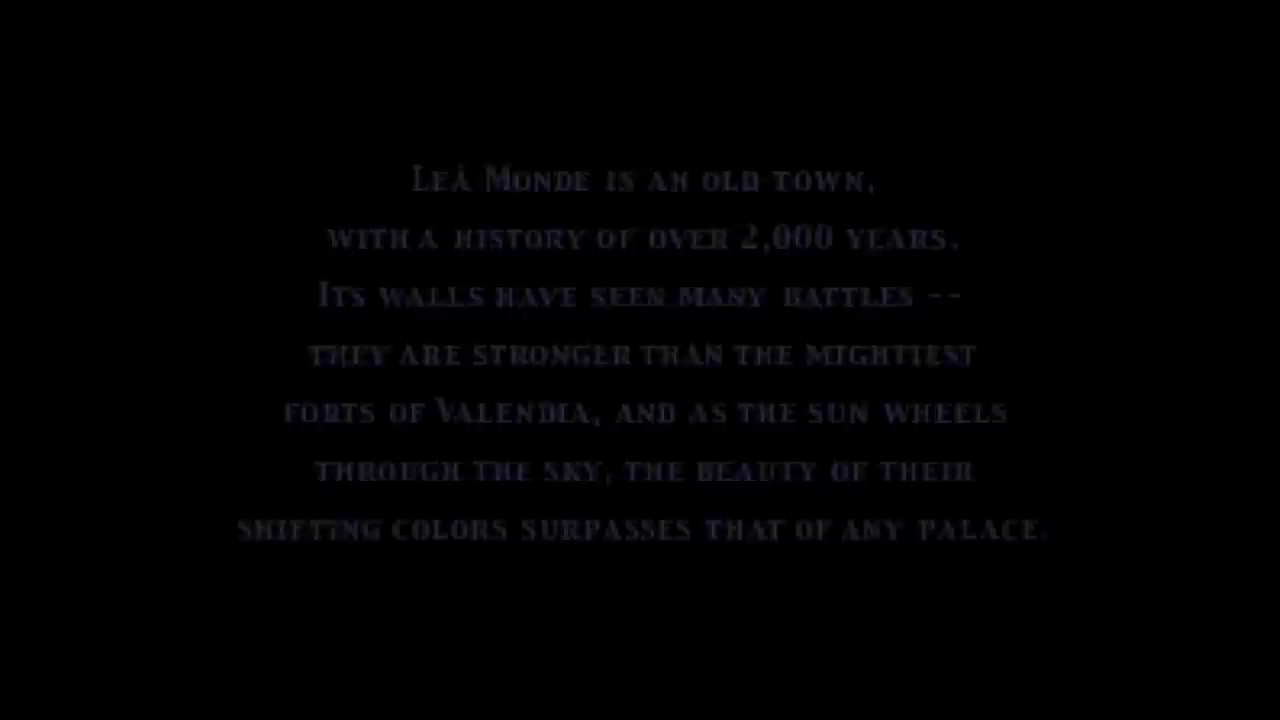 Leá Monde is an old town,
with a history of over 2,000 years.
Its walls have seen many battles --
they are stronger than the mightiest
forts of Valendia, and as the sun wheels
through the sky, the beauty of their
shifting colors surpasses that of any palace.